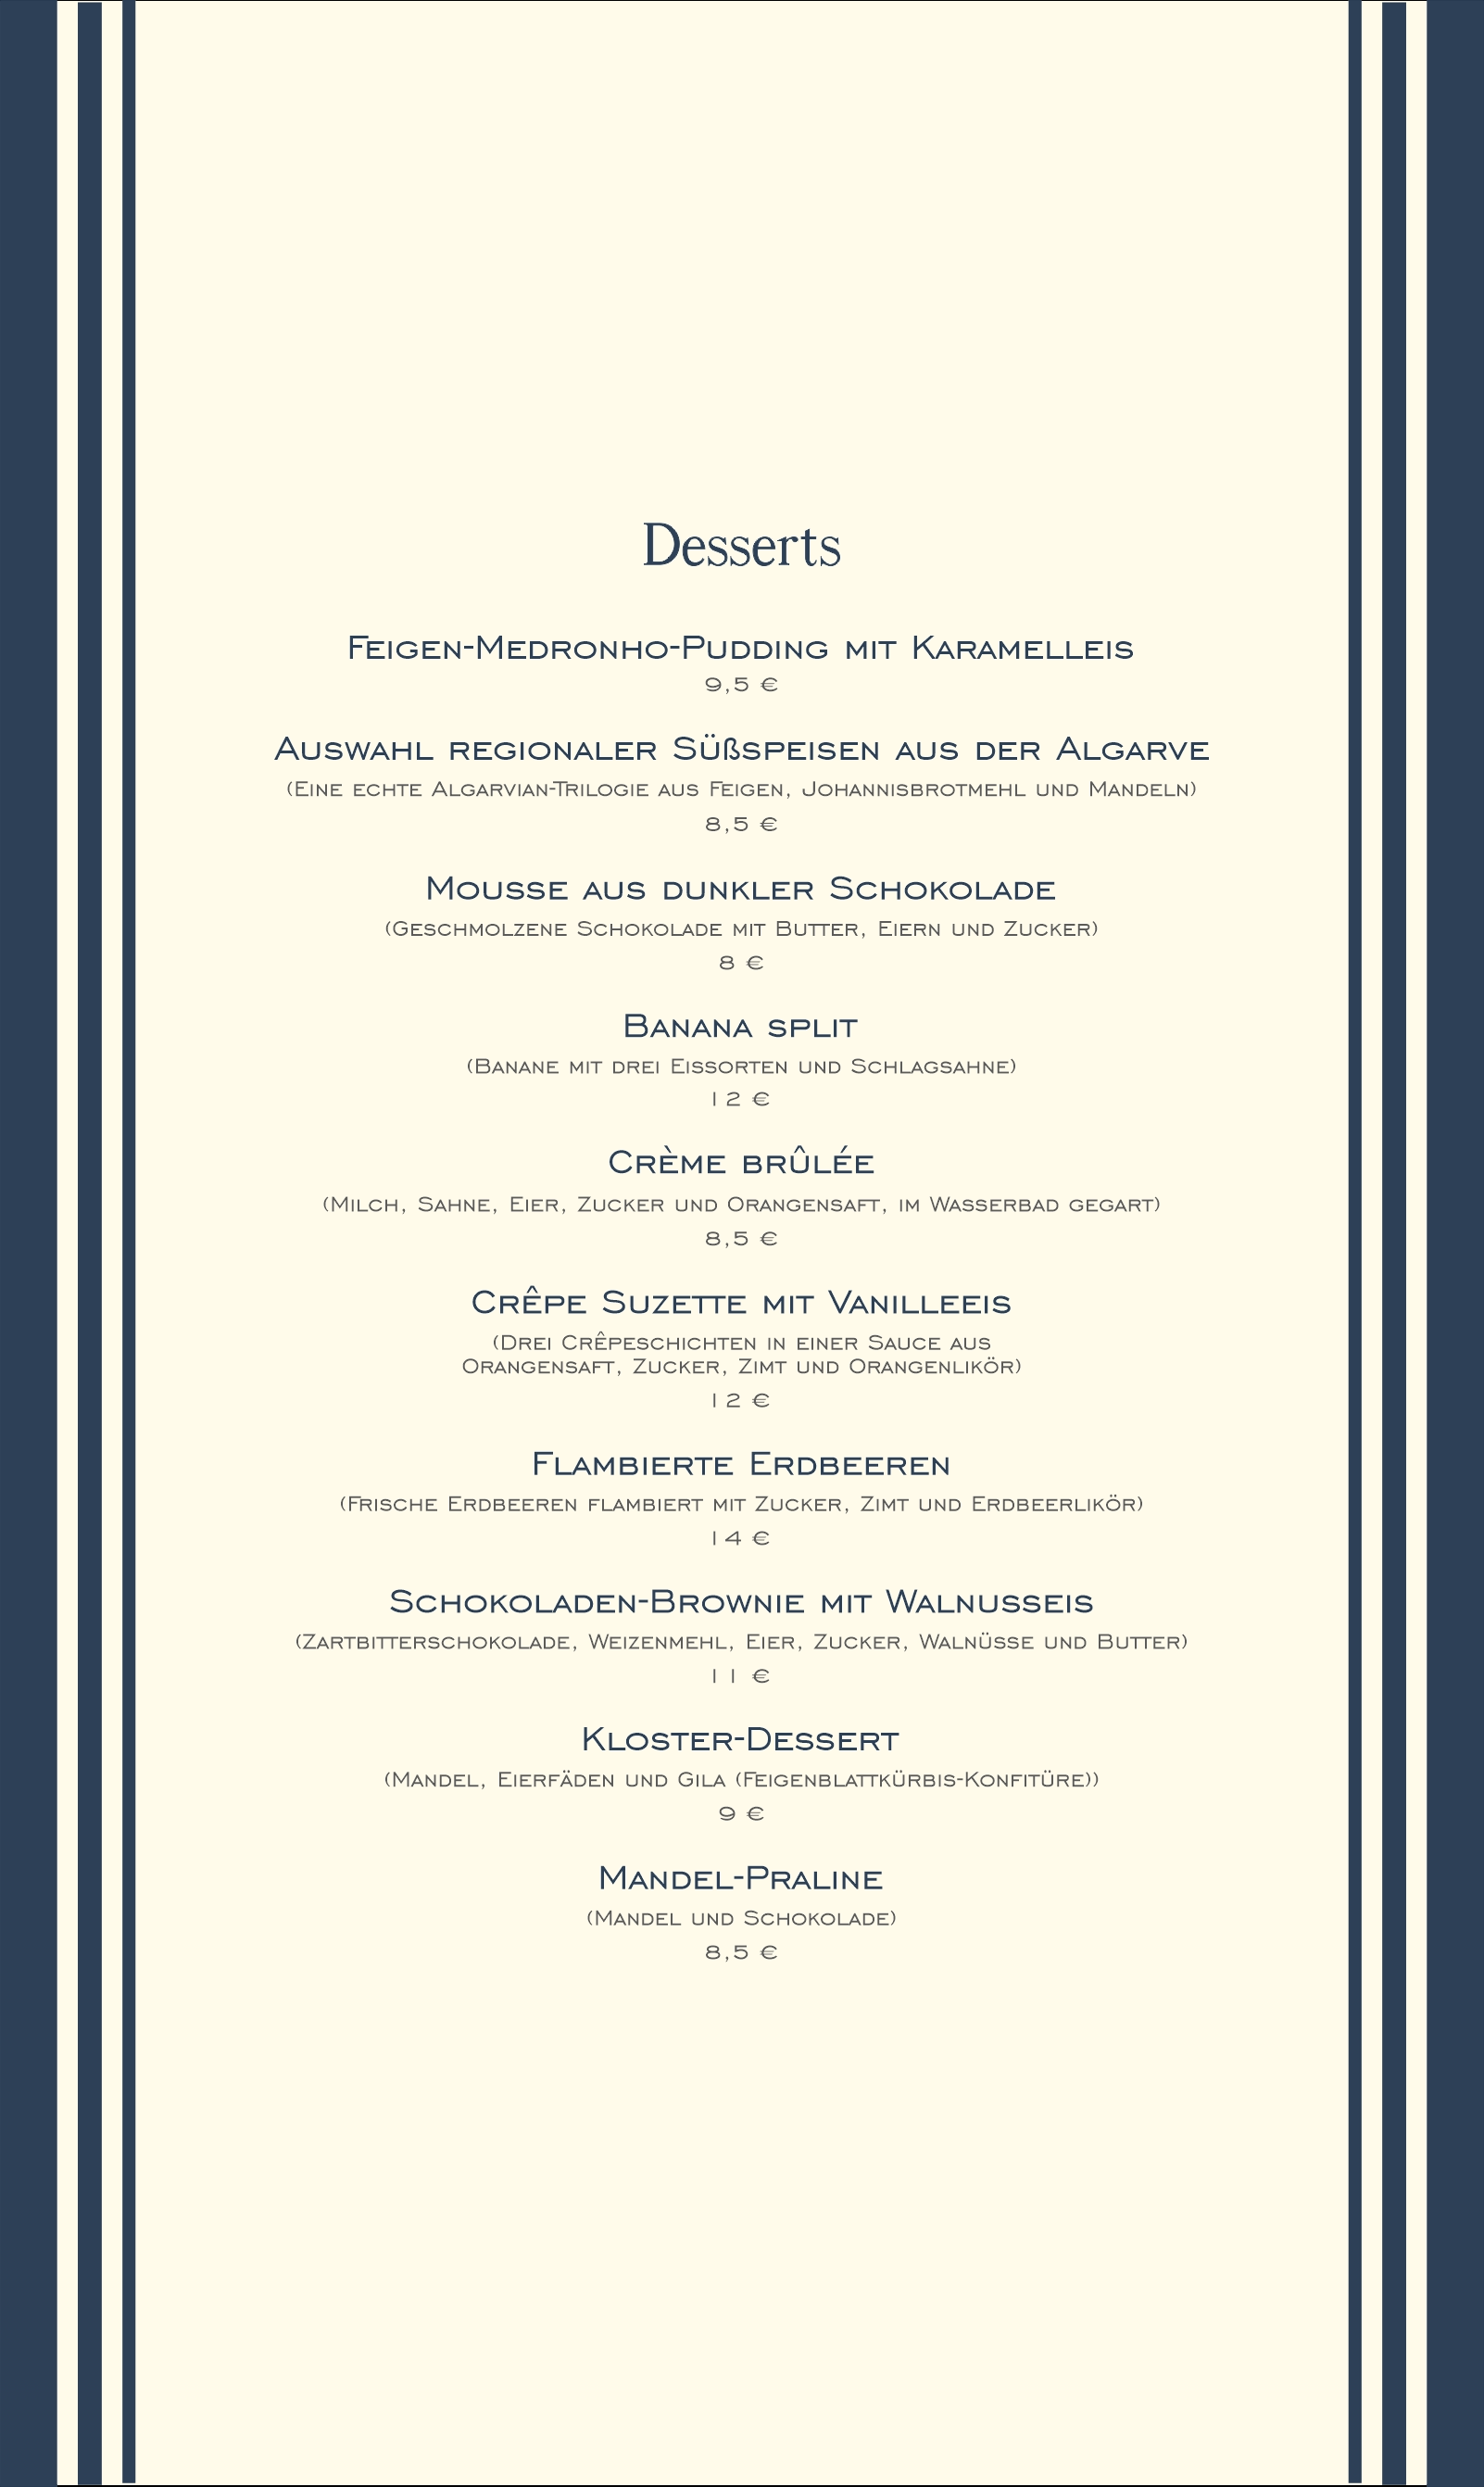 Desserts
Feigen-Medronho-Pudding mit Karamelleis
9,5 €
Auswahl regionaler Süßspeisen aus der Algarve
(Eine echte Algarvian-Trilogie aus Feigen, Johannisbrotmehl und Mandeln)
8,5 €
Mousse aus dunkler Schokolade
(Geschmolzene Schokolade mit Butter, Eiern und Zucker)
8 €
Banana split
(Banane mit drei Eissorten und Schlagsahne)
12 €
Crème brûlée
(Milch, Sahne, Eier, Zucker und Orangensaft, im Wasserbad gegart)
8,5 €
Crêpe Suzette mit Vanilleeis
(Drei Crêpeschichten in einer Sauce aus
Orangensaft, Zucker, Zimt und Orangenlikör)
12 €
Flambierte Erdbeeren
(Frische Erdbeeren flambiert mit Zucker, Zimt und Erdbeerlikör)
14 €
Schokoladen-Brownie mit Walnusseis
(Zartbitterschokolade, Weizenmehl, Eier, Zucker, Walnüsse und Butter)
11 €
Kloster-Dessert
(Mandel, Eierfäden und Gila (Feigenblattkürbis-Konfitüre))
9 €
Mandel-Praline
(Mandel und Schokolade)
8,5 €